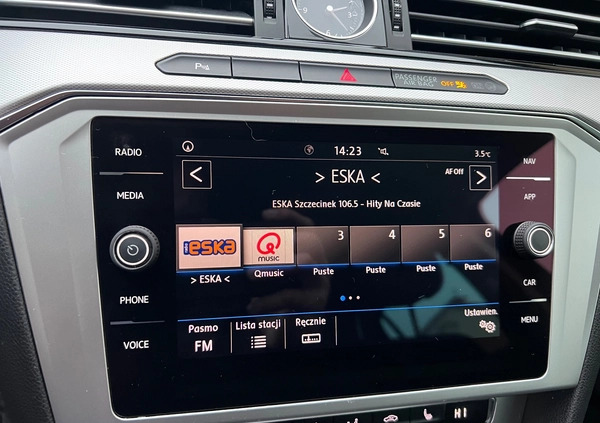 P
PASSENGER
AIR BAG OFF
RADIO
MEDIA
PHONE
VOICE
14:23
3.5°C
> ESKA <
AF Off
ESKA Szczecinek 106.5 - Hity Na Czasie
eska
Q
music
3
4
5
6
> ESKA <
Qmusic
Puste
Puste
Puste
Puste
Pasmo
FM
Lista stacji
Ręcznie
Ustawien.
NAV
APP
CAR
MENU
HI